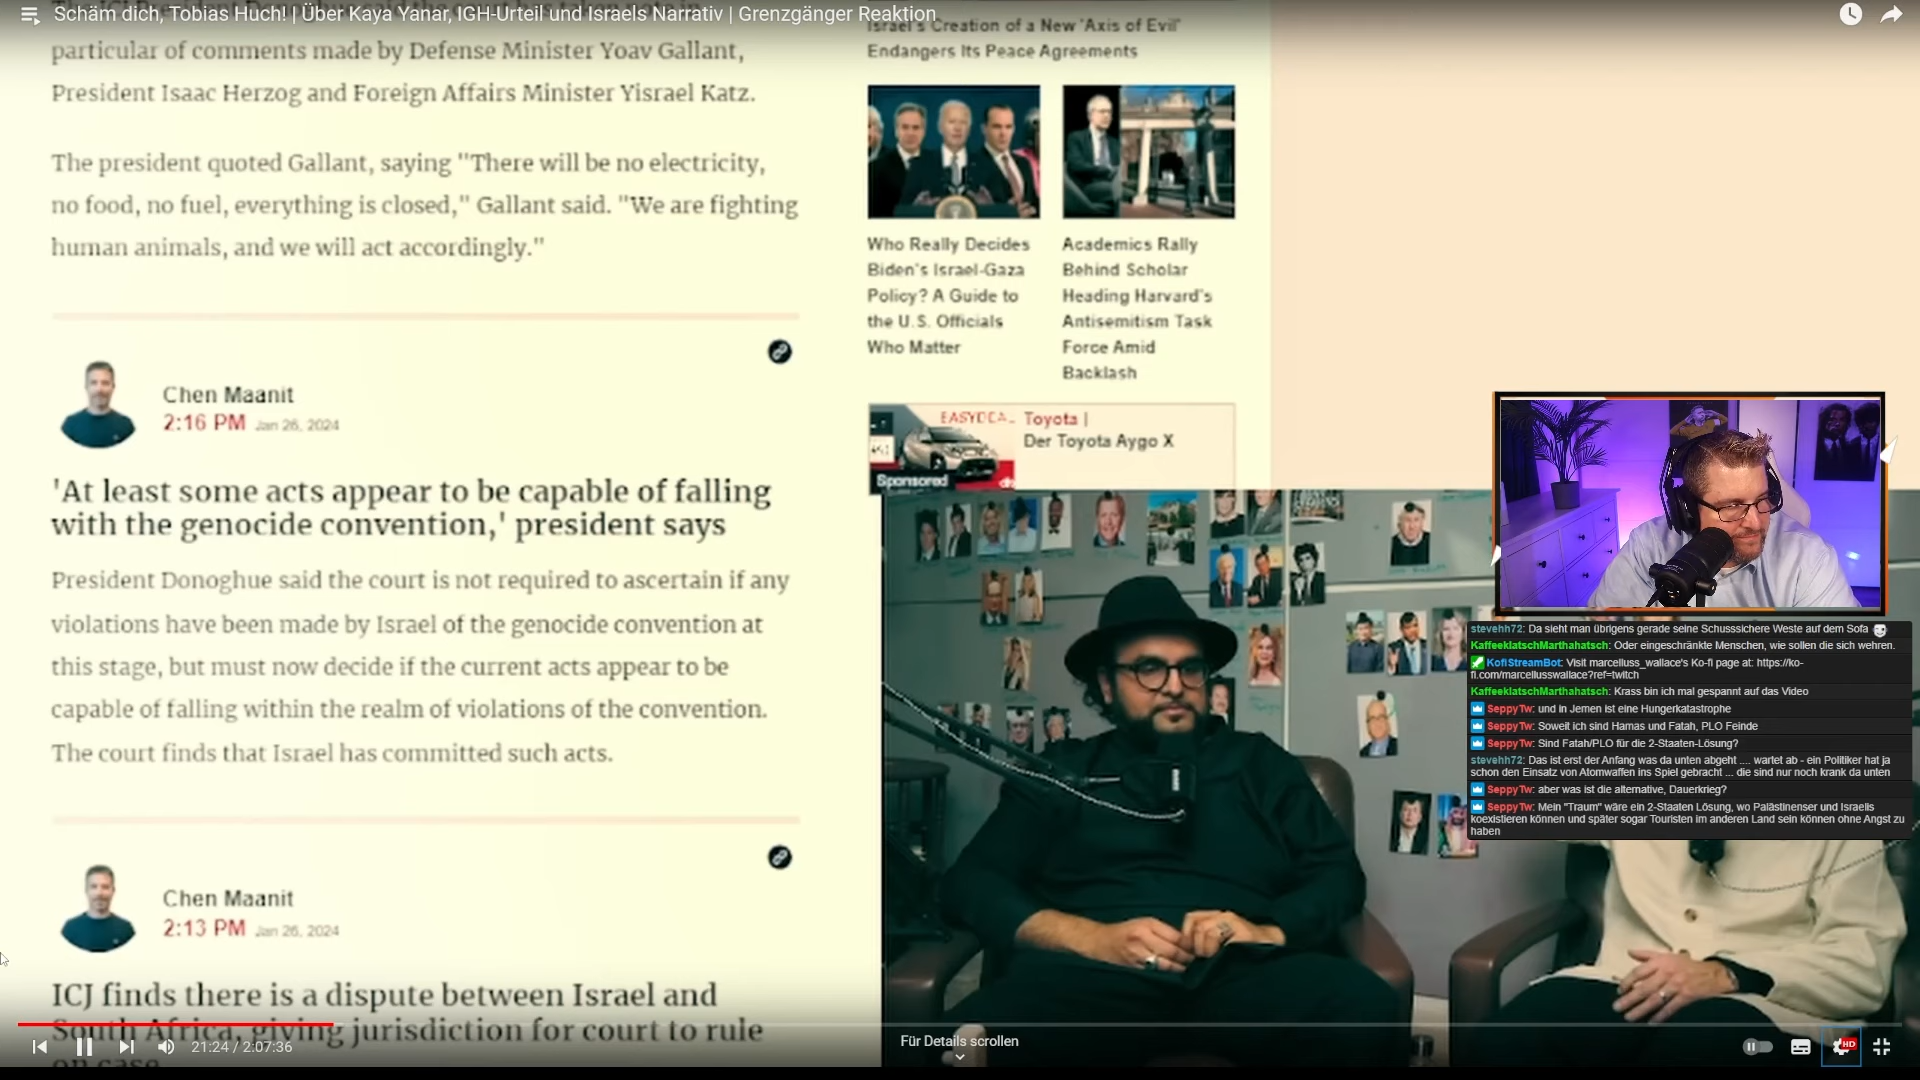 Schäm dich, Tobias Huch! | Über Kaya Yanar, IGH-Urteil und Israels Narrativ | Grenzgänger Reaktion
particular of comments made by Defense Minister Yoav Gallant,
President Isaac Herzog and Foreign Affairs Minister Yisrael Katz.
The president quoted Gallant, saying "There will be no electricity,
no food, no fuel, everything is closed," Gallant said. "We are fighting
human animals, and we will act accordingly."
Chen Maanit
2:16 PM Jan 26, 2024
'At least some acts appear to be capable of falling
with the genocide convention,' president says
President Donoghue said the court is not required to ascertain if any
violations have been made by Israel of the genocide convention at
this stage, but must now decide if the current acts appear to be
capable of falling within the realm of violations of the convention.
The court finds that Israel has committed such acts.
Chen Maanit
2:13 PM Jan 26, 2024
ICJ finds there is a dispute between Israel and
South Africa, giving jurisdiction for court to rule
on case
Israel's Creation of a New 'Axis of Evil'
Endangers Its Peace Agreements
Who Really Decides
Biden's Israel-Gaza
Policy? A Guide to
the U.S. Officials
Who Matter
Academics Rally
Behind Scholar
Heading Harvard's
Antisemitism Task
Force Amid
Backlash
EASYDEA..
Toyota |
Der Toyota Aygo X
Sponsored
stevehh72: Da sieht man übrigens gerade seine Schusssichere Weste auf dem Sofa
KaffeeklatschMarthahatsch: Oder eingeschränkte Menschen, wie sollen die sich wehren.
KofiStreamBot: Visit marcelluss_wallace's Ko-fi page at: https://ko-
fi.com/marcellusswallace?ref=twitch
KaffeeklatschMarthahatsch: Krass bin ich mal gespannt auf das Video
SeppyTw: und in Jemen ist eine Hungerkatastrophe
SeppyTw: Soweit ich sind Hamas und Fatah, PLO Feinde
SeppyTw: Sind Fatah/PLO für die 2-Staaten-Lösung?
stevehh72: Das ist erst der Anfang was da unten abgeht .... wartet ab - ein Politiker hat ja
schon den Einsatz von Atomwaffen ins Spiel gebracht ... die sind nur noch krank da unten
SeppyTw: aber was ist die alternative, Dauerkrieg?
SeppyTw: Mein "Traum" wäre ein 2-Staaten Lösung, wo Palästinenser und Israelis
koexistieren können und später sogar Touristen im anderen Land sein können ohne Angst zu
haben
21:24 / 2:07:36
Für Details scrollen
HD